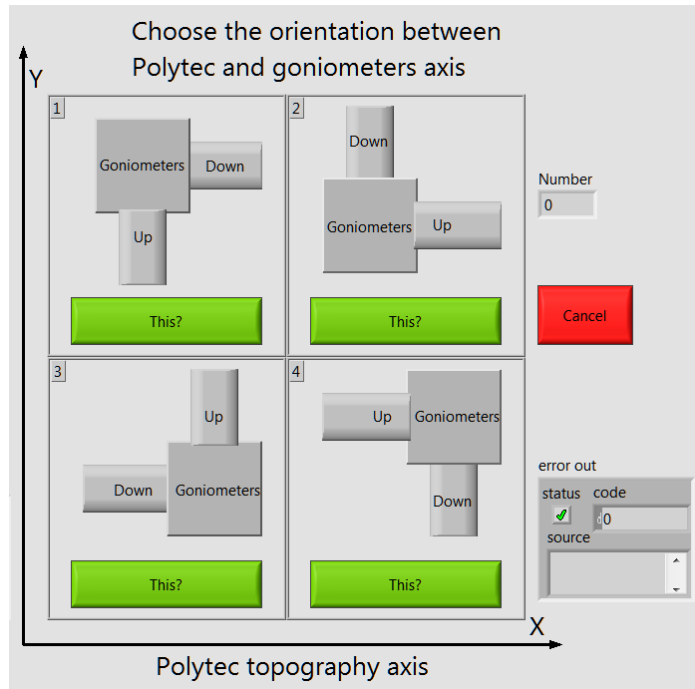 Choose the orientation between
Polytec and goniometers axis
Y
1
Goniometers
Down
Up
This?
2
Down
Goniometers
Up
This?
Number
0
Cancel
3
Up
Down
Goniometers
This?
4
Up
Goniometers
Down
This?
error out
status
code
d0
source
X
Polytec topography axis